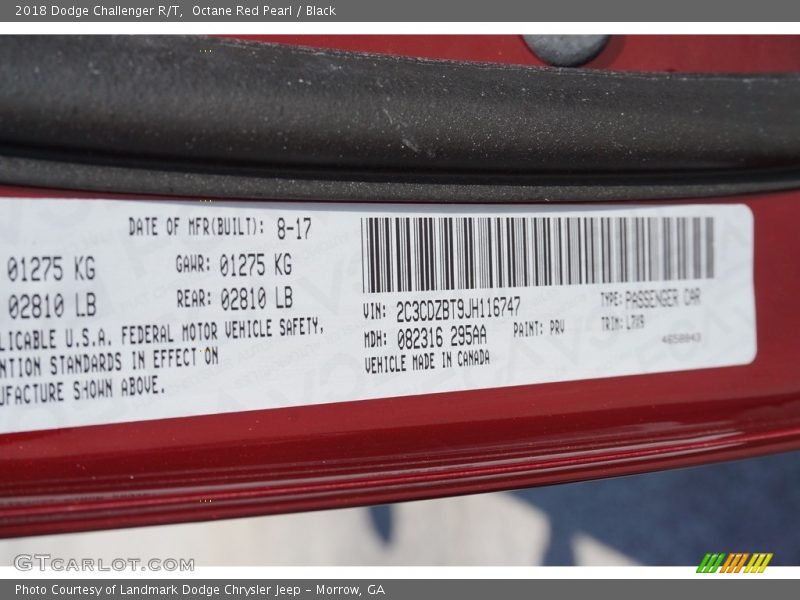 2018 Dodge Challenger R/T,  Octane Red Pearl / Black
DATE OF MFR(BUILT): 8-17
01275 KG GAWR: 01275 KG
02810 LB REAR: 02810 LB
LICABLE U.S.A. FEDERAL MOTOR VEHICLE SAFETY,
NTION STANDARDS IN EFFECT ON
UFACTURE SHOWN ABOVE.
VIN: 2C3CDZBT9JH116747 TYPE: PASSENGER CAR
MDH: 082316 295AA PAINT: PRV TRIM: L7X9
VEHICLE MADE IN CANADA
GTCARLOT.COM
Photo Courtesy of Landmark Dodge Chrysler Jeep – Morrow, GA